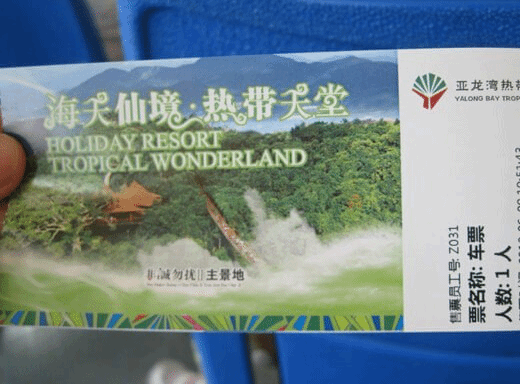 海天仙境·热带天堂
HOLIDAY RESORT
TROPICAL WONDERLAND
非诚勿扰Ⅱ主景地
亚龙湾热
YALONG BAY TROP
售票员工号: Z031
票名称: 车票
人数: 1 人